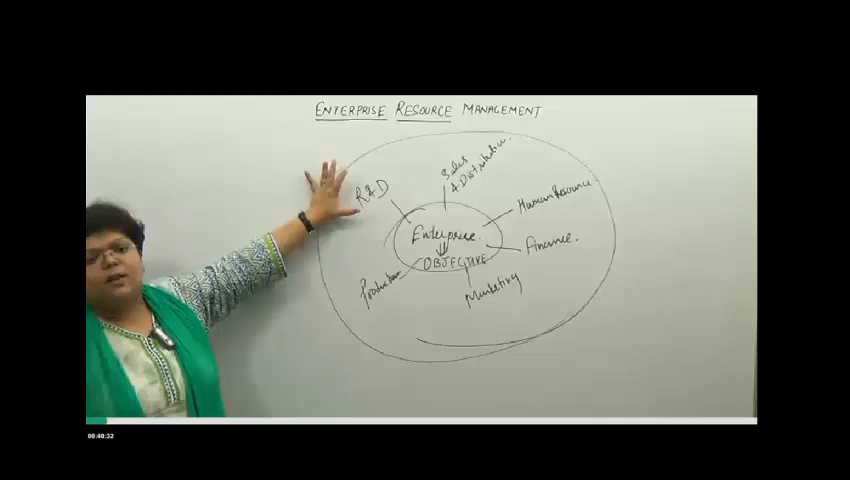 ENTERPRISE RESOURCE MANAGEMENT
Sales
& Distribution.
R&D
Human Resource.
Enterprise.
Finance.
OBJECTIVE
Production
Marketing
00:40:32